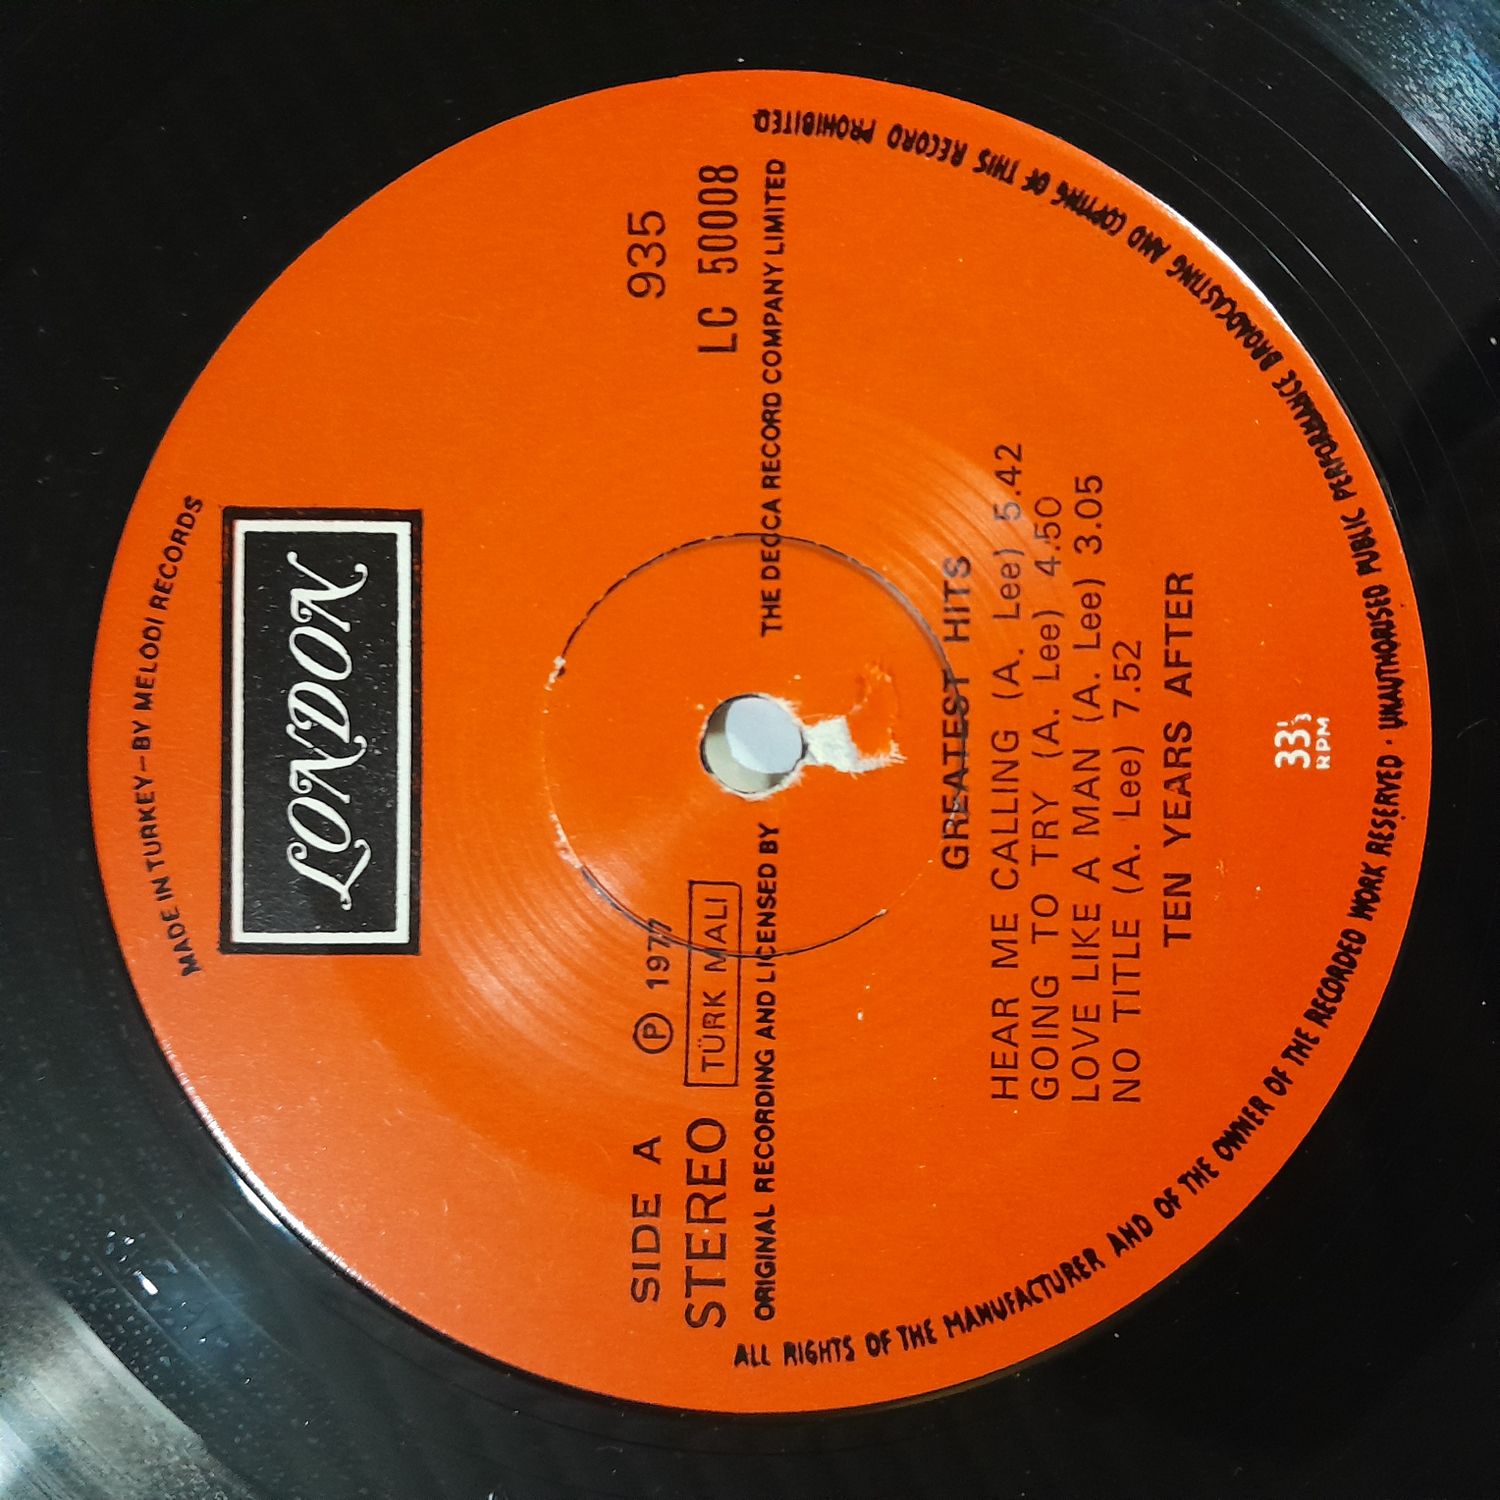 MADE IN TURKEY-BY MELODI RECORDS
LONDON
SIDE A
Ⓟ 1977
935
STEREO
TÜRK MALI
LC 50008
ORIGINAL RECORDING AND LICENSED BY
THE DECCA RECORD COMPANY LIMITED
GREATEST HITS
HEAR ME CALLING (A. Lee) 5.42
GOING TO TRY (A. Lee) 4.50
LOVE LIKE A MAN (A. Lee) 3.05
NO TITLE (A. Lee) 7.52
TEN YEARS AFTER
33⅓
RPM
ALL RIGHTS OF THE MANUFACTURER AND OF THE OWNER OF THE RECORDED WORK RESERVED · UNAUTHORISED PUBLIC PERFORMANCE BROADCASTING AND COPYING OF THIS RECORD PROHIBITED